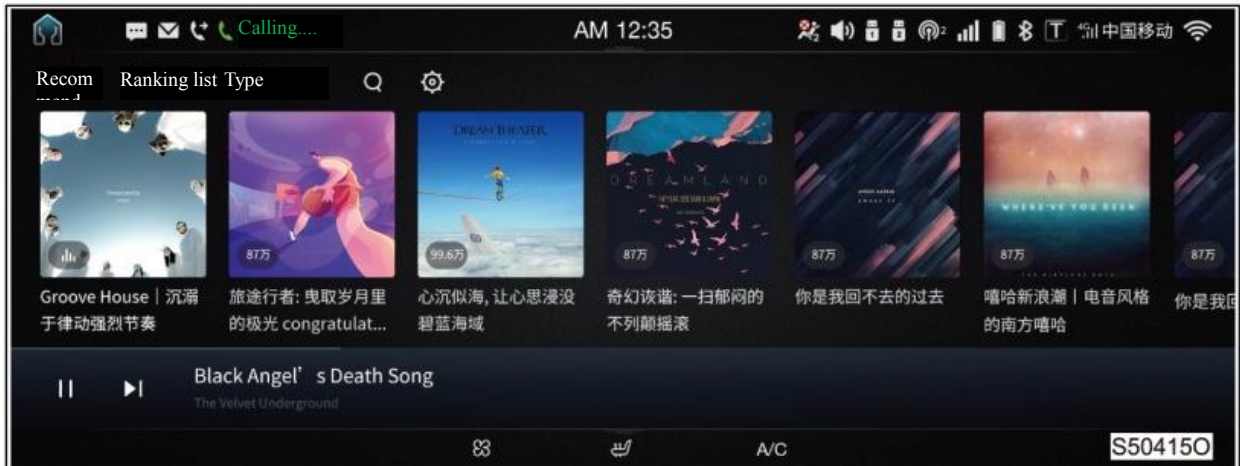 Calling....
AM 12:35
2
T
4G 中国移动
Recom
mend
Ranking list Type
DREAM THEATER
DREAMLAND
WHERE'VE YOU BEEN
87万
99.6万
87万
87万
87万
87万
Groove House｜沉溺
于律动强烈节奏
旅途行者: 曳取岁月里
的极光 congratulat...
心沉似海, 让心思浸没
碧蓝海域
奇幻诙谐: 一扫郁闷的
不列颠摇滚
你是我回不去的过去
嘻哈新浪潮｜电音风格
的南方嘻哈
你是我回
Black Angel's Death Song
The Velvet Underground
A/C
S50415O